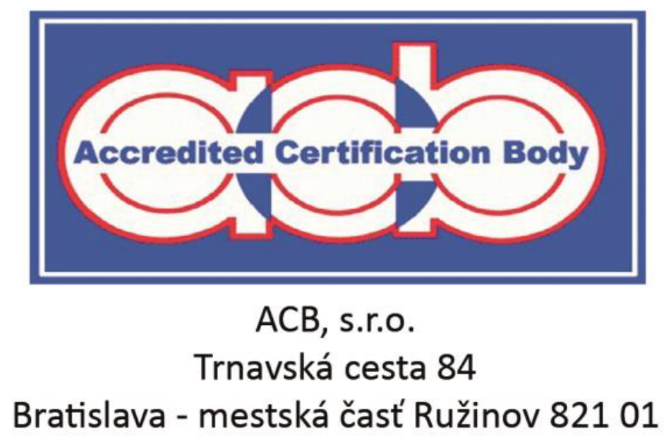 acb
Accredited Certification Body
ACB, s.r.o.
Trnavská cesta 84
Bratislava - mestská časť Ružinov 821 01